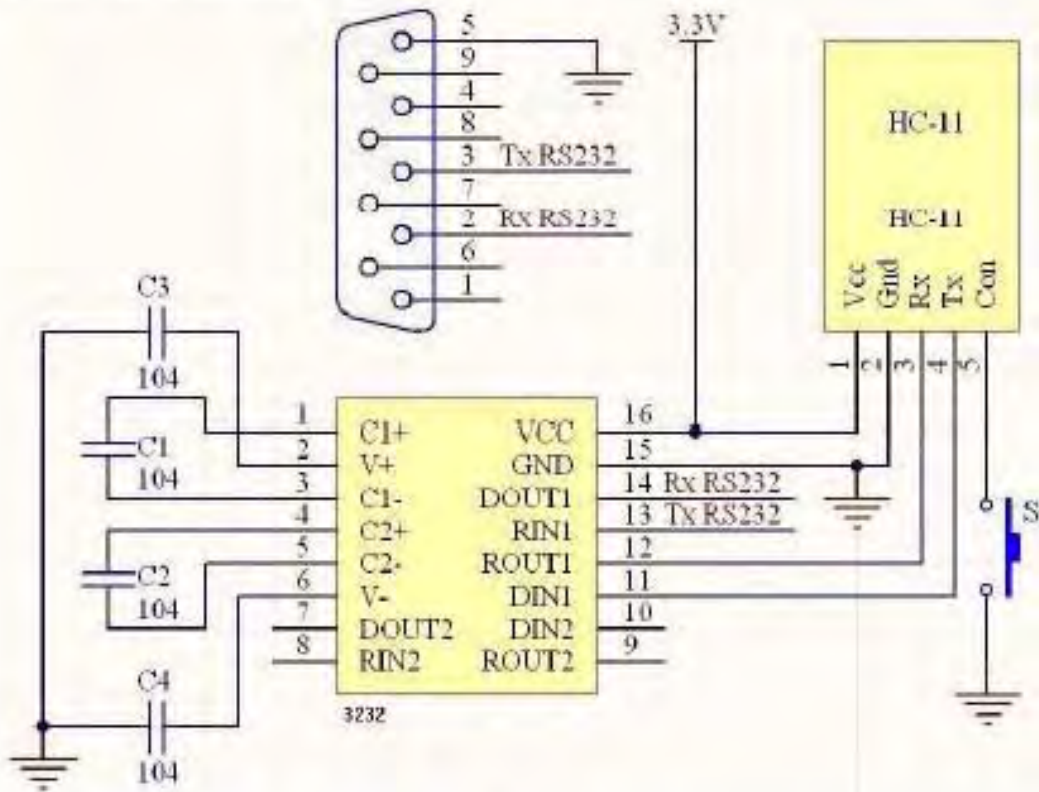 5
9
4
8
3 Tx RS232
7
2 Rx RS232
6
1
3.3V
HC-11
HC-11
Vcc
Gnd
Rx
Tx
Con
1
2
3
4
5
S
C3
104
C1
104
C2
104
C4
104
1 C1+
2 V+
3 C1-
4 C2+
5 C2-
6 V-
7 DOUT2
8 RIN2
VCC 16
GND 15
DOUT1 14 Rx RS232
RIN1 13 Tx RS232
ROUT1 12
DIN1 11
DIN2 10
ROUT2 9
3232